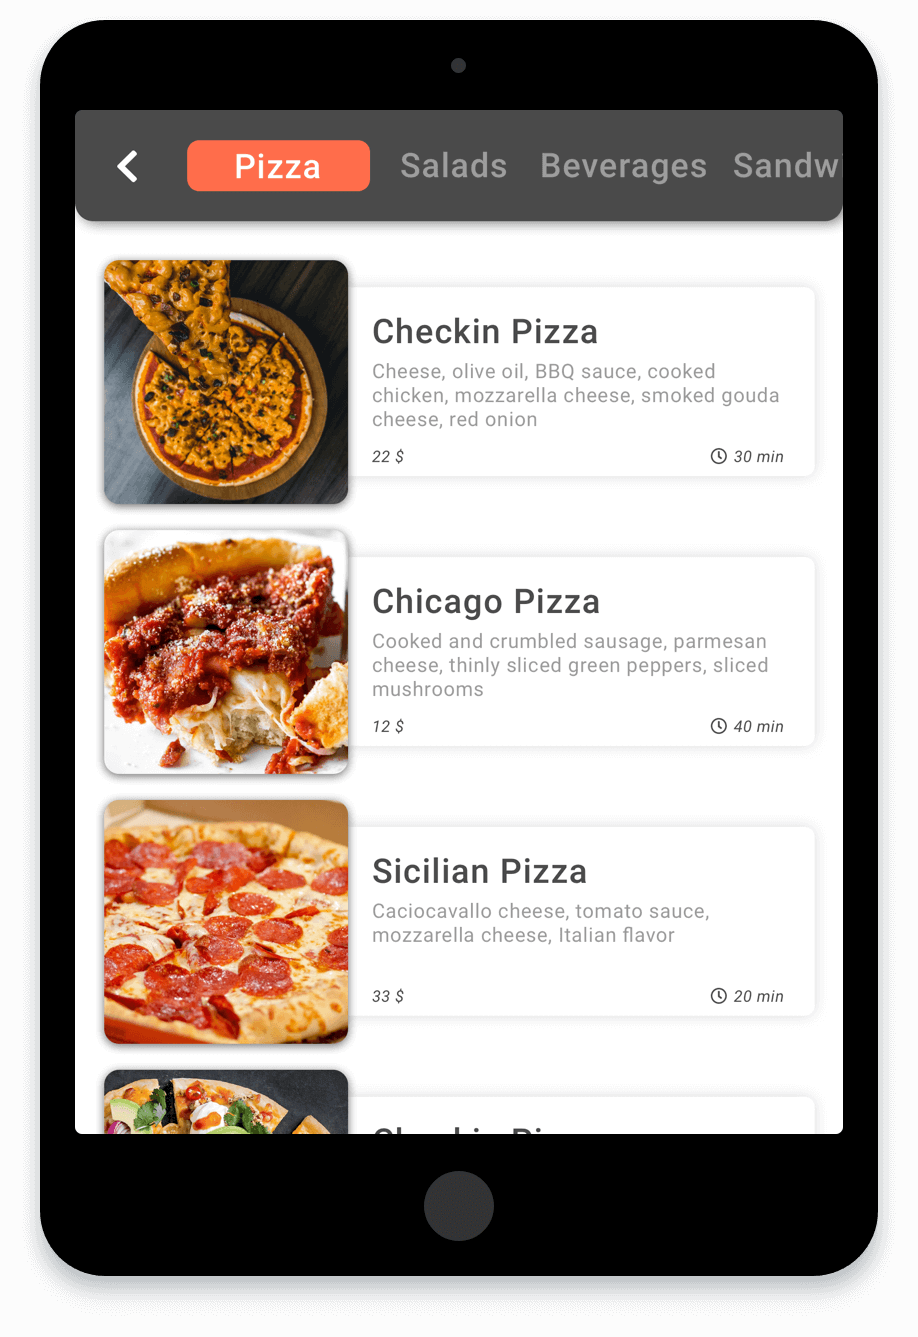 Pizza Salads Beverages
Checkin Pizza
Cheese, olive oil, BBQ sauce, cooked
chicken, mozzarella cheese, smoked gouda
cheese, red onion
22 $ 30 min
Chicago Pizza
Cooked and crumbled sausage, parmesan
cheese, thinly sliced green peppers, sliced
mushrooms
12 $ 40 min
Sicilian Pizza
Caciocavallo cheese, tomato sauce,
mozzarella cheese, Italian flavor
33 $ 20 min